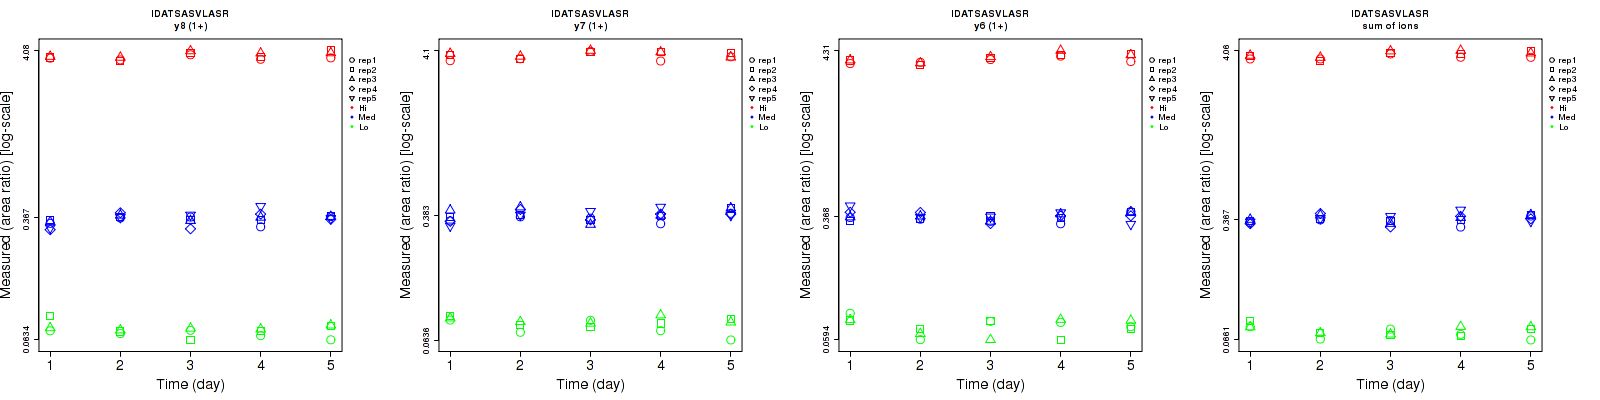 IDATSASVLASR
y8 (1+)
Measured (area ratio) [log-scale]
4.08
0.367
0.0634
1 2 3 4 5
Time (day)
rep1
rep2
rep3
rep4
rep5
Hi
Med
Lo
IDATSASVLASR
y7 (1+)
Measured (area ratio) [log-scale]
4.1
0.383
0.0636
1 2 3 4 5
Time (day)
rep1
rep2
rep3
rep4
rep5
Hi
Med
Lo
IDATSASVLASR
y6 (1+)
Measured (area ratio) [log-scale]
4.31
0.368
0.0594
1 2 3 4 5
Time (day)
rep1
rep2
rep3
rep4
rep5
Hi
Med
Lo
IDATSASVLASR
sum of ions
Measured (area ratio) [log-scale]
4.06
0.367
0.0661
1 2 3 4 5
Time (day)
rep1
rep2
rep3
rep4
rep5
Hi
Med
Lo